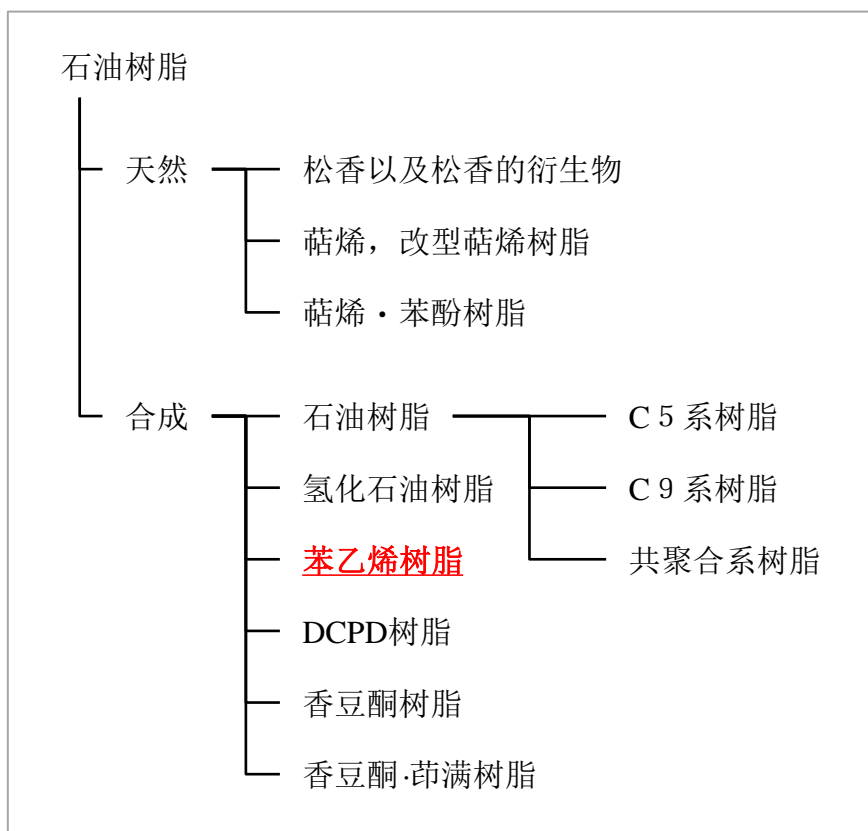 石油树脂
天然
松香以及松香的衍生物
萜烯，改型萜烯树脂
萜烯・苯酚树脂
合成
石油树脂
C５系树脂
氢化石油树脂
C９系树脂
苯乙烯树脂
共聚合系树脂
DCPD树脂
香豆酮树脂
香豆酮·茚满树脂